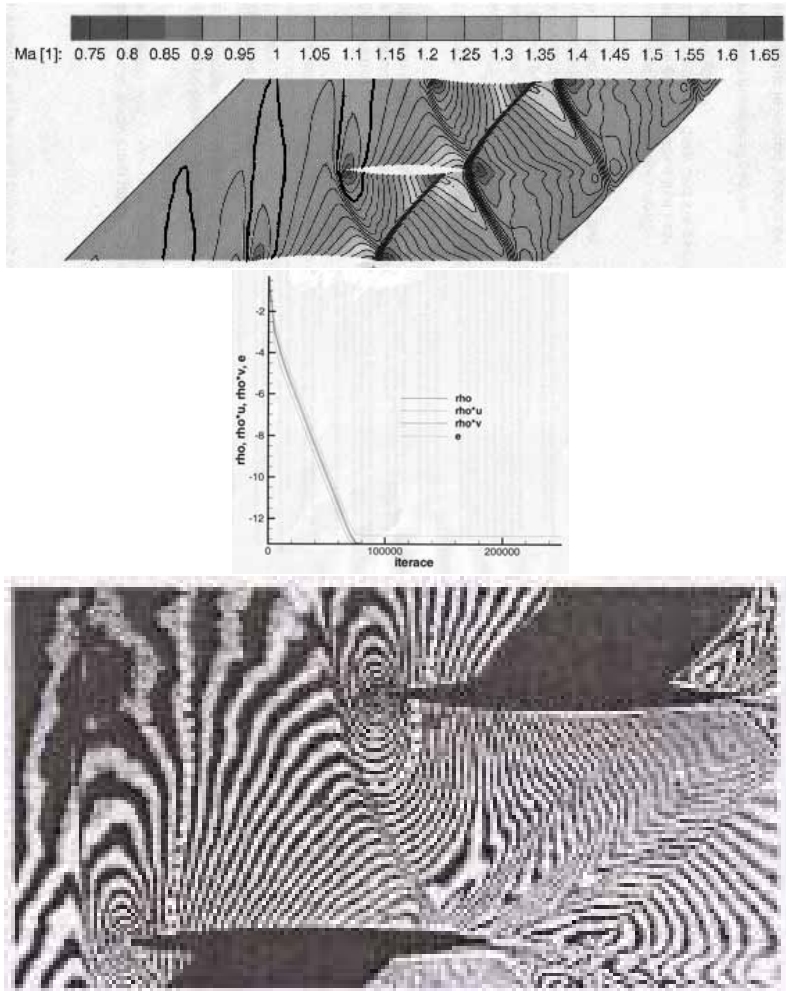 Ma [1]: 0.75 0.8 0.85 0.9 0.95 1 1.05 1.1 1.15 1.2 1.25 1.3 1.35 1.4 1.45 1.5 1.55 1.6 1.65
-2
-4
-6
-8
-10
-12
rho, rho*u, rho*v, e
rho
rho*u
rho*v
e
0 100000 200000
iterace